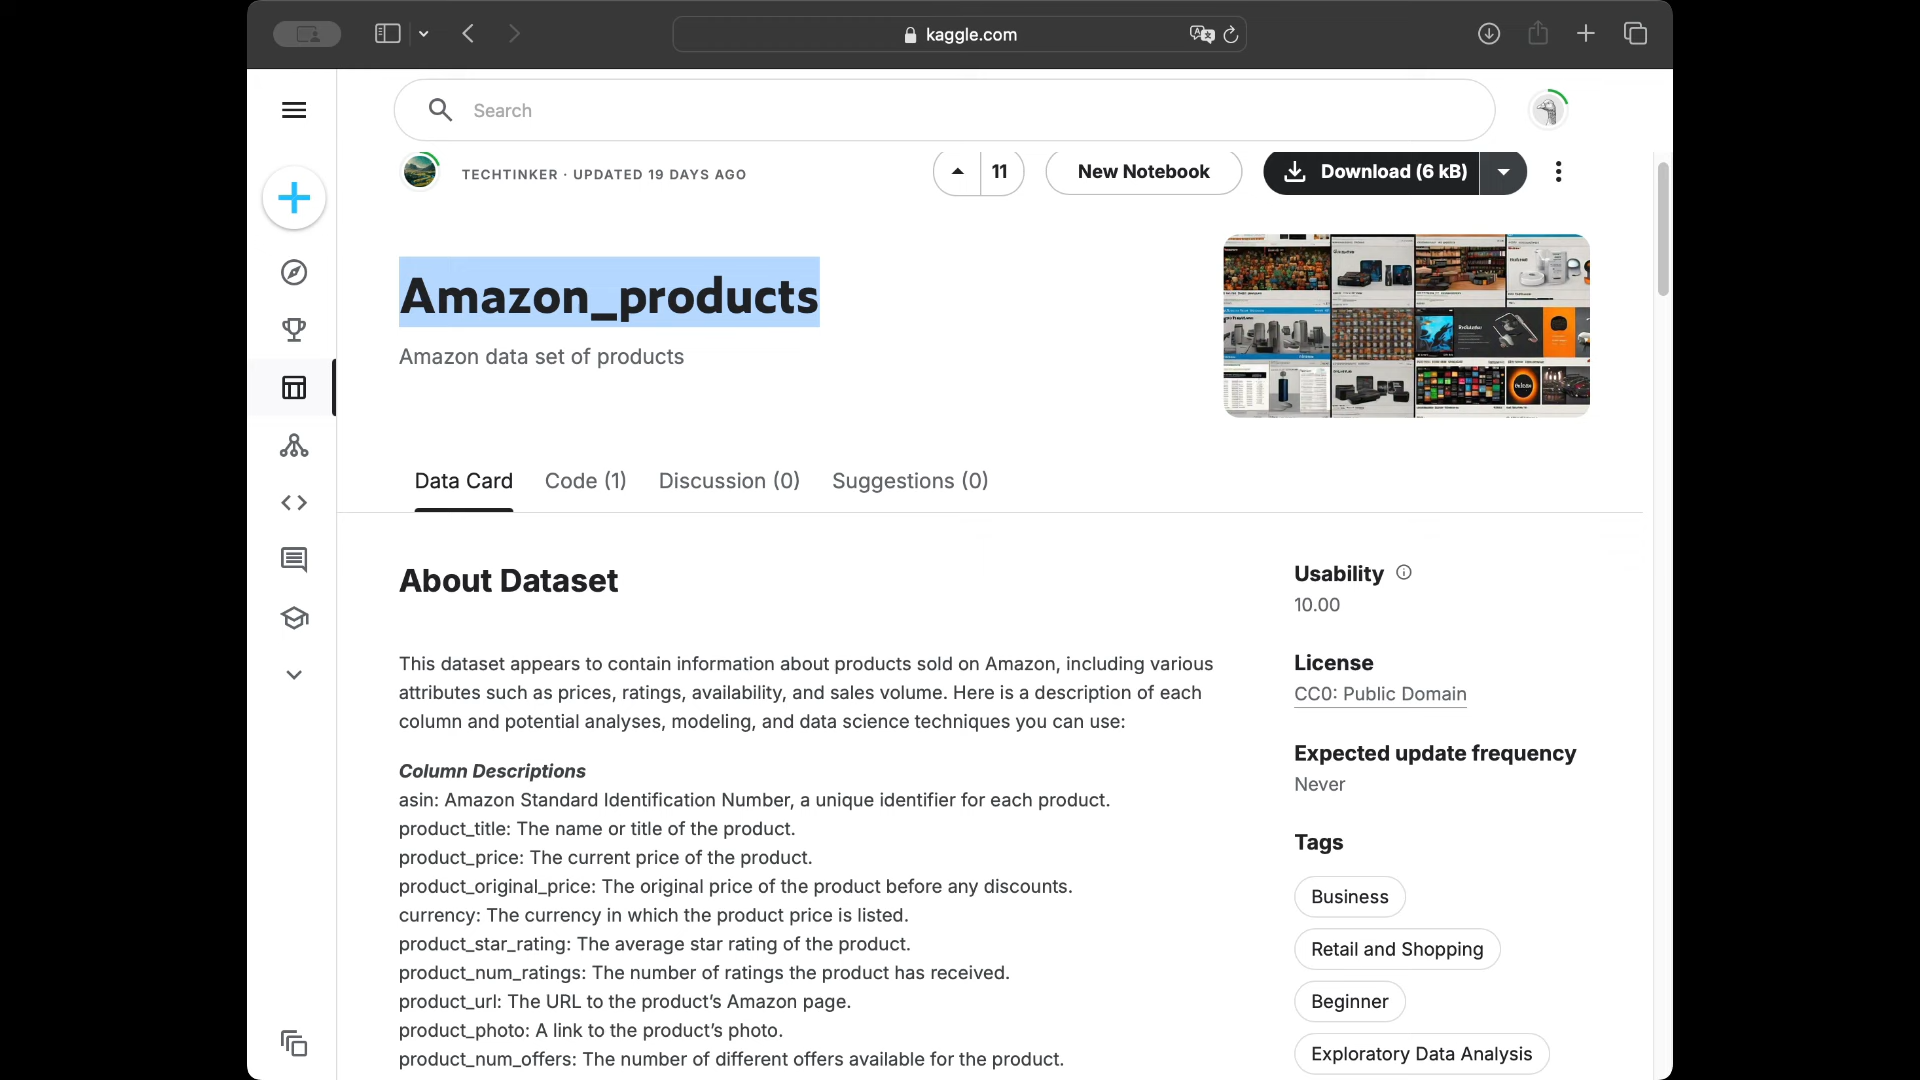 kaggle.com
Search
TECHTINKER · UPDATED 19 DAYS AGO
11
New Notebook
Download (6 kB)
Amazon_products
Amazon data set of products
Data Card
Code (1)
Discussion (0)
Suggestions (0)
About Dataset
This dataset appears to contain information about products sold on Amazon, including various
attributes such as prices, ratings, availability, and sales volume. Here is a description of each
column and potential analyses, modeling, and data science techniques you can use:
Column Descriptions
asin: Amazon Standard Identification Number, a unique identifier for each product.
product_title: The name or title of the product.
product_price: The current price of the product.
product_original_price: The original price of the product before any discounts.
currency: The currency in which the product price is listed.
product_star_rating: The average star rating of the product.
product_num_ratings: The number of ratings the product has received.
product_url: The URL to the product’s Amazon page.
product_photo: A link to the product’s photo.
product_num_offers: The number of different offers available for the product.
Usability
10.00
License
CC0: Public Domain
Expected update frequency
Never
Tags
Business
Retail and Shopping
Beginner
Exploratory Data Analysis